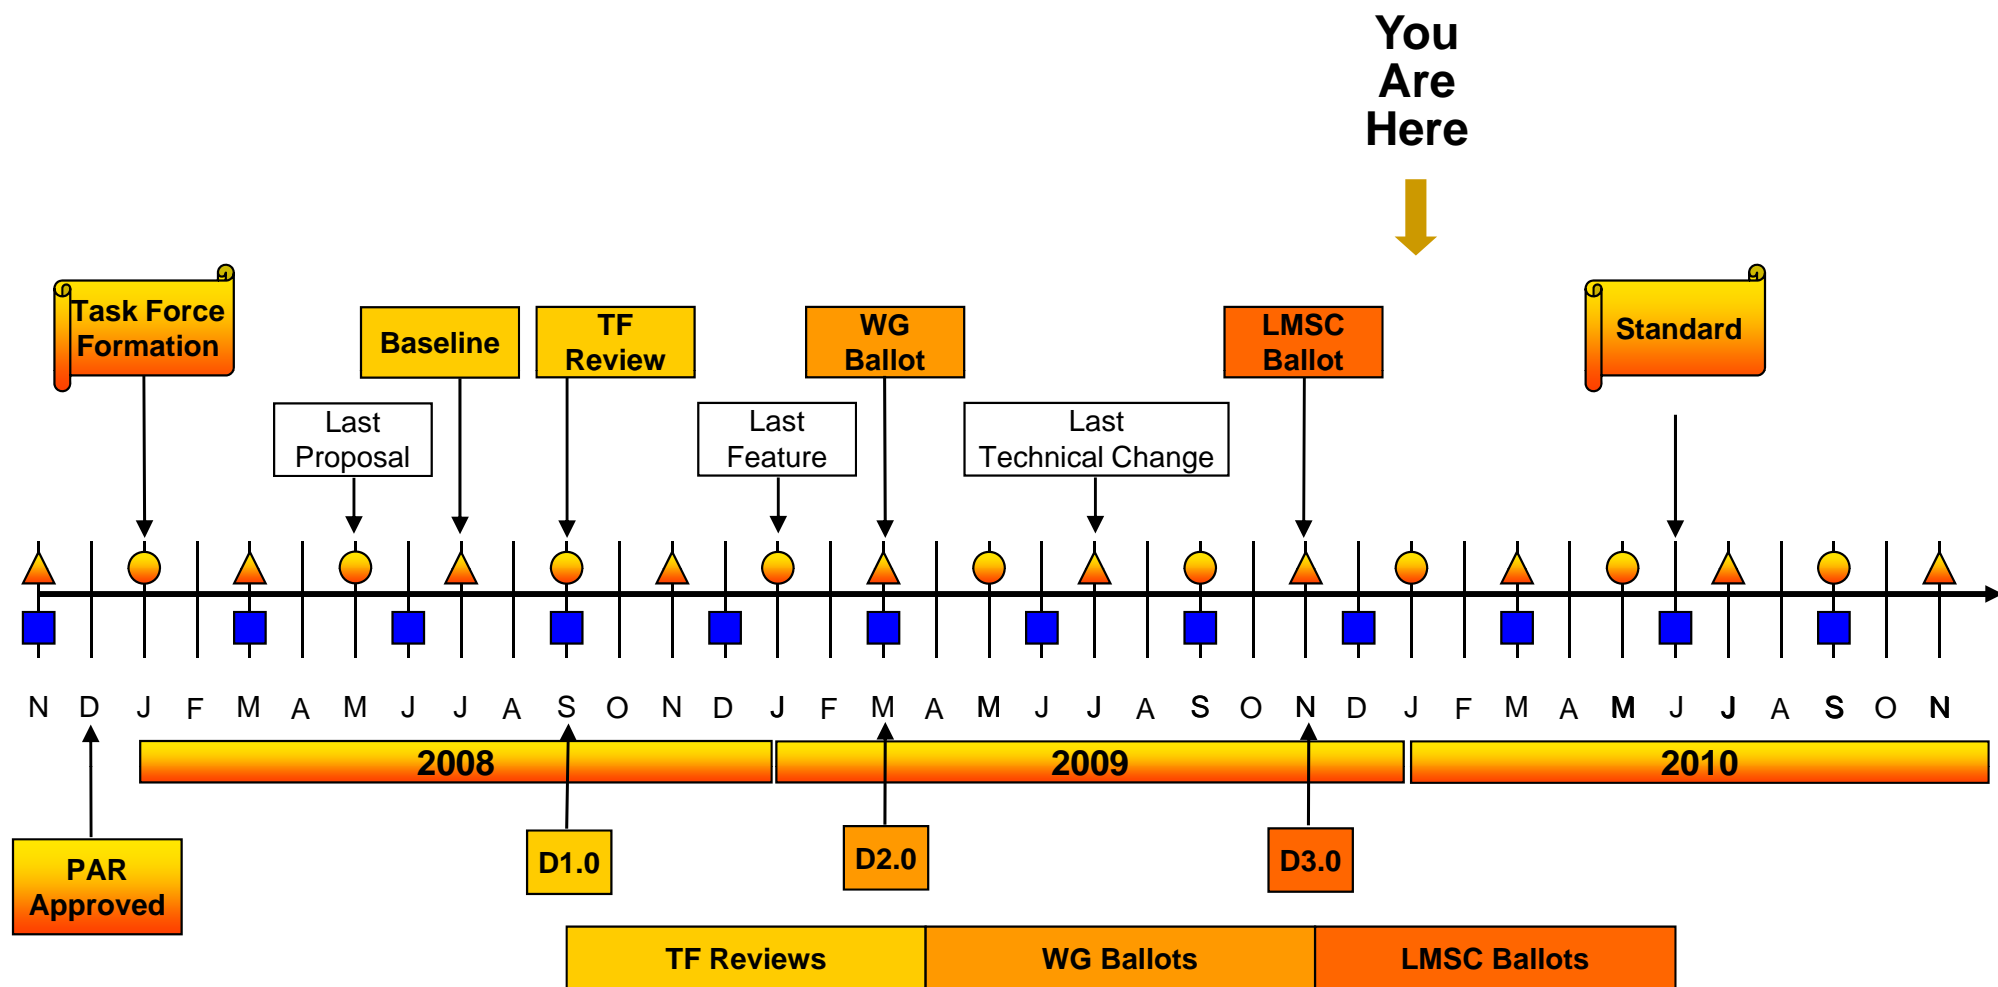 You
Are
Here
Task Force
Formation
Baseline
TF
Review
WG
Ballot
LMSC
Ballot
Standard
Last
Proposal
Last
Feature
Last
Technical Change
N D J F M A M J J A S O N D J F M A M J J A S O N D J F M A M J J A S O N
2008 2009 2010
PAR
Approved
D1.0
D2.0
D3.0
TF Reviews
WG Ballots
LMSC Ballots